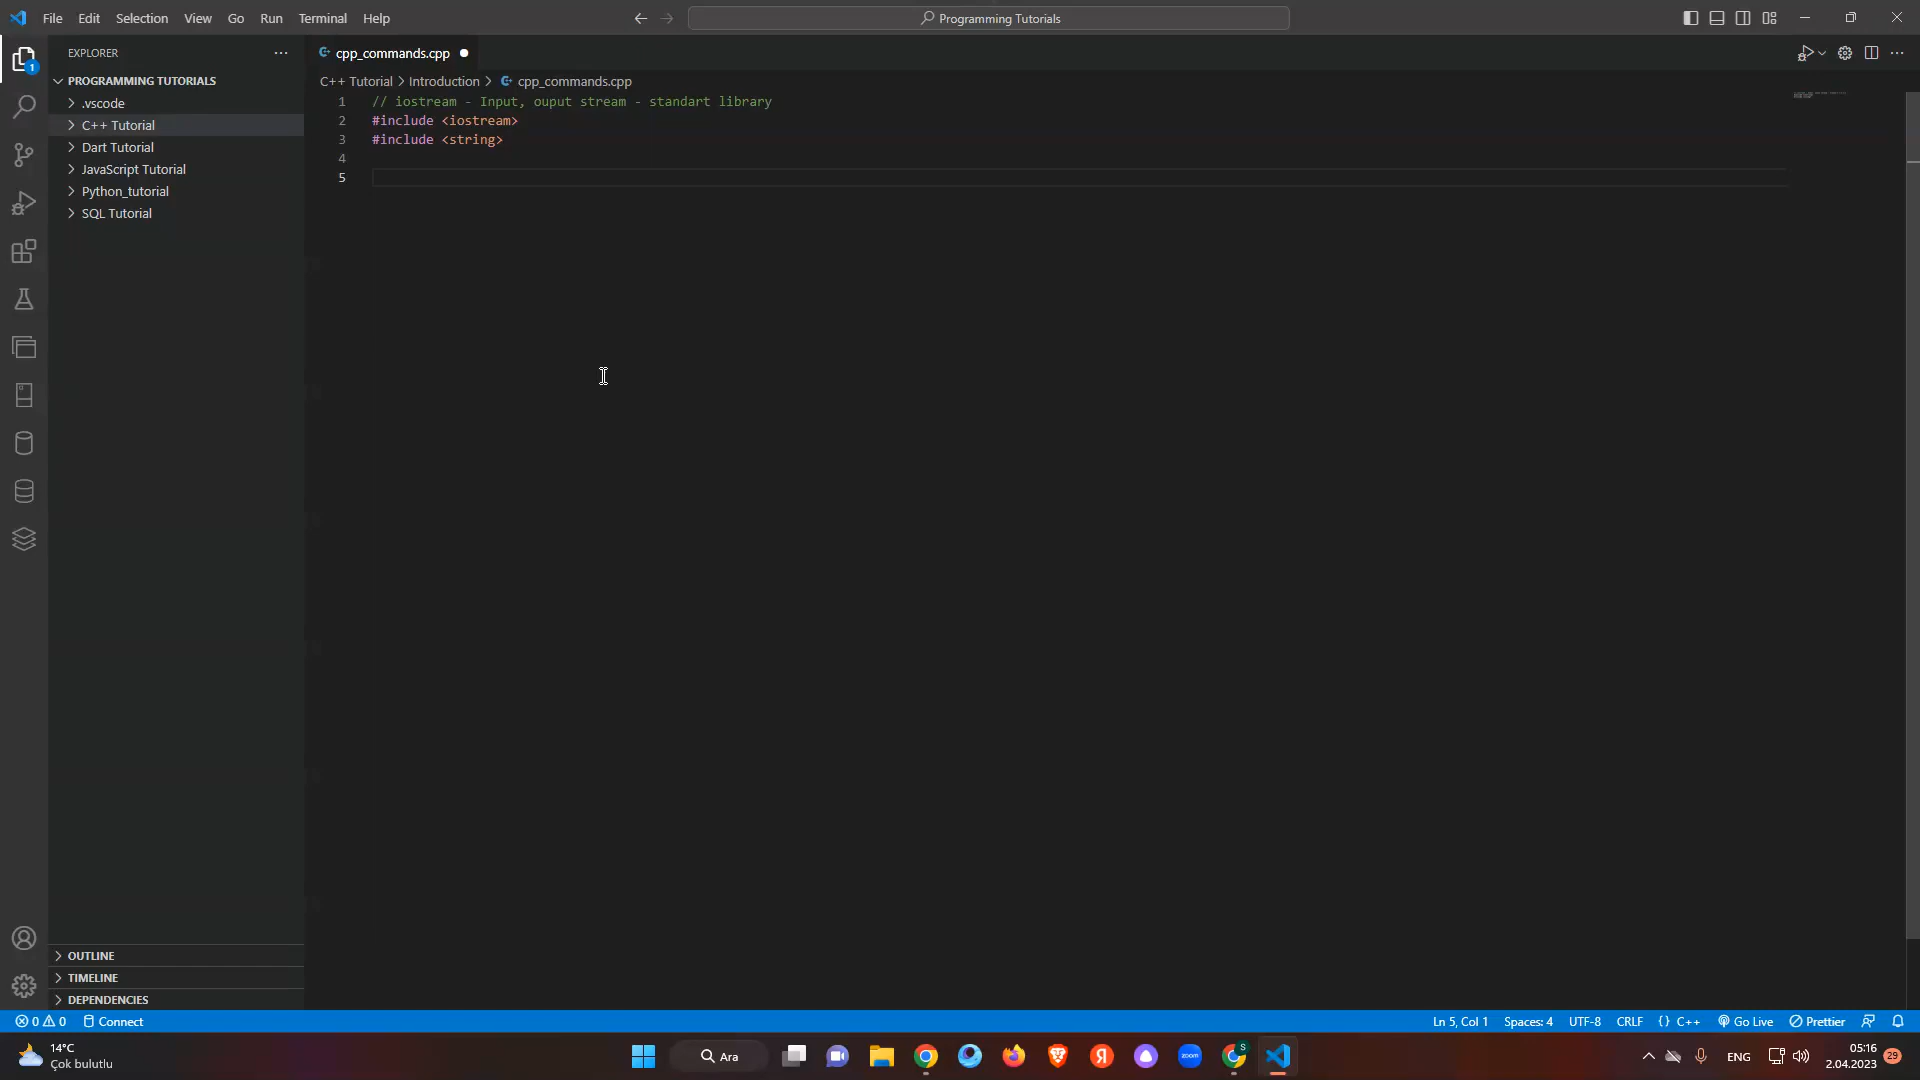 File Edit Selection View Go Run Terminal Help
Programming Tutorials
EXPLORER
PROGRAMMING TUTORIALS
.vscode
C++ Tutorial
Dart Tutorial
JavaScript Tutorial
Python_tutorial
SQL Tutorial
OUTLINE
TIMELINE
DEPENDENCIES
1
cpp_commands.cpp
C++ Tutorial > Introduction > cpp_commands.cpp
1 // iostream - Input, ouput stream - standart library
2 #include <iostream>
3 #include <string>
4
5
0 0 Connect
Ln 5, Col 1 Spaces: 4 UTF-8 CRLF {} C++ Go Live Prettier
14°C
Çok bulutlu
Ara
zoom
S
ENG
05:16
2.04.2023
29